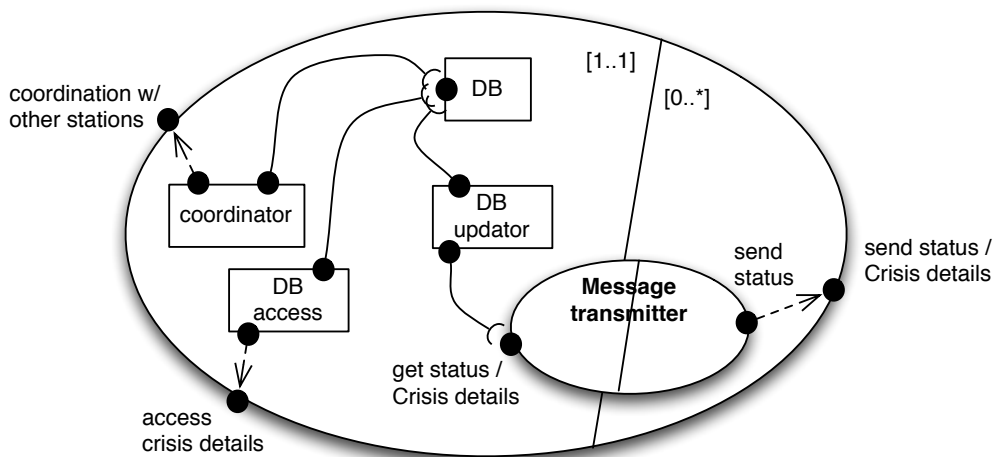 [1..1]
[0..*]
coordination w/
other stations
DB
coordinator
DB
updator
DB
access
send
status
send status /
Crisis details
Message
transmitter
get status /
Crisis details
access
crisis details